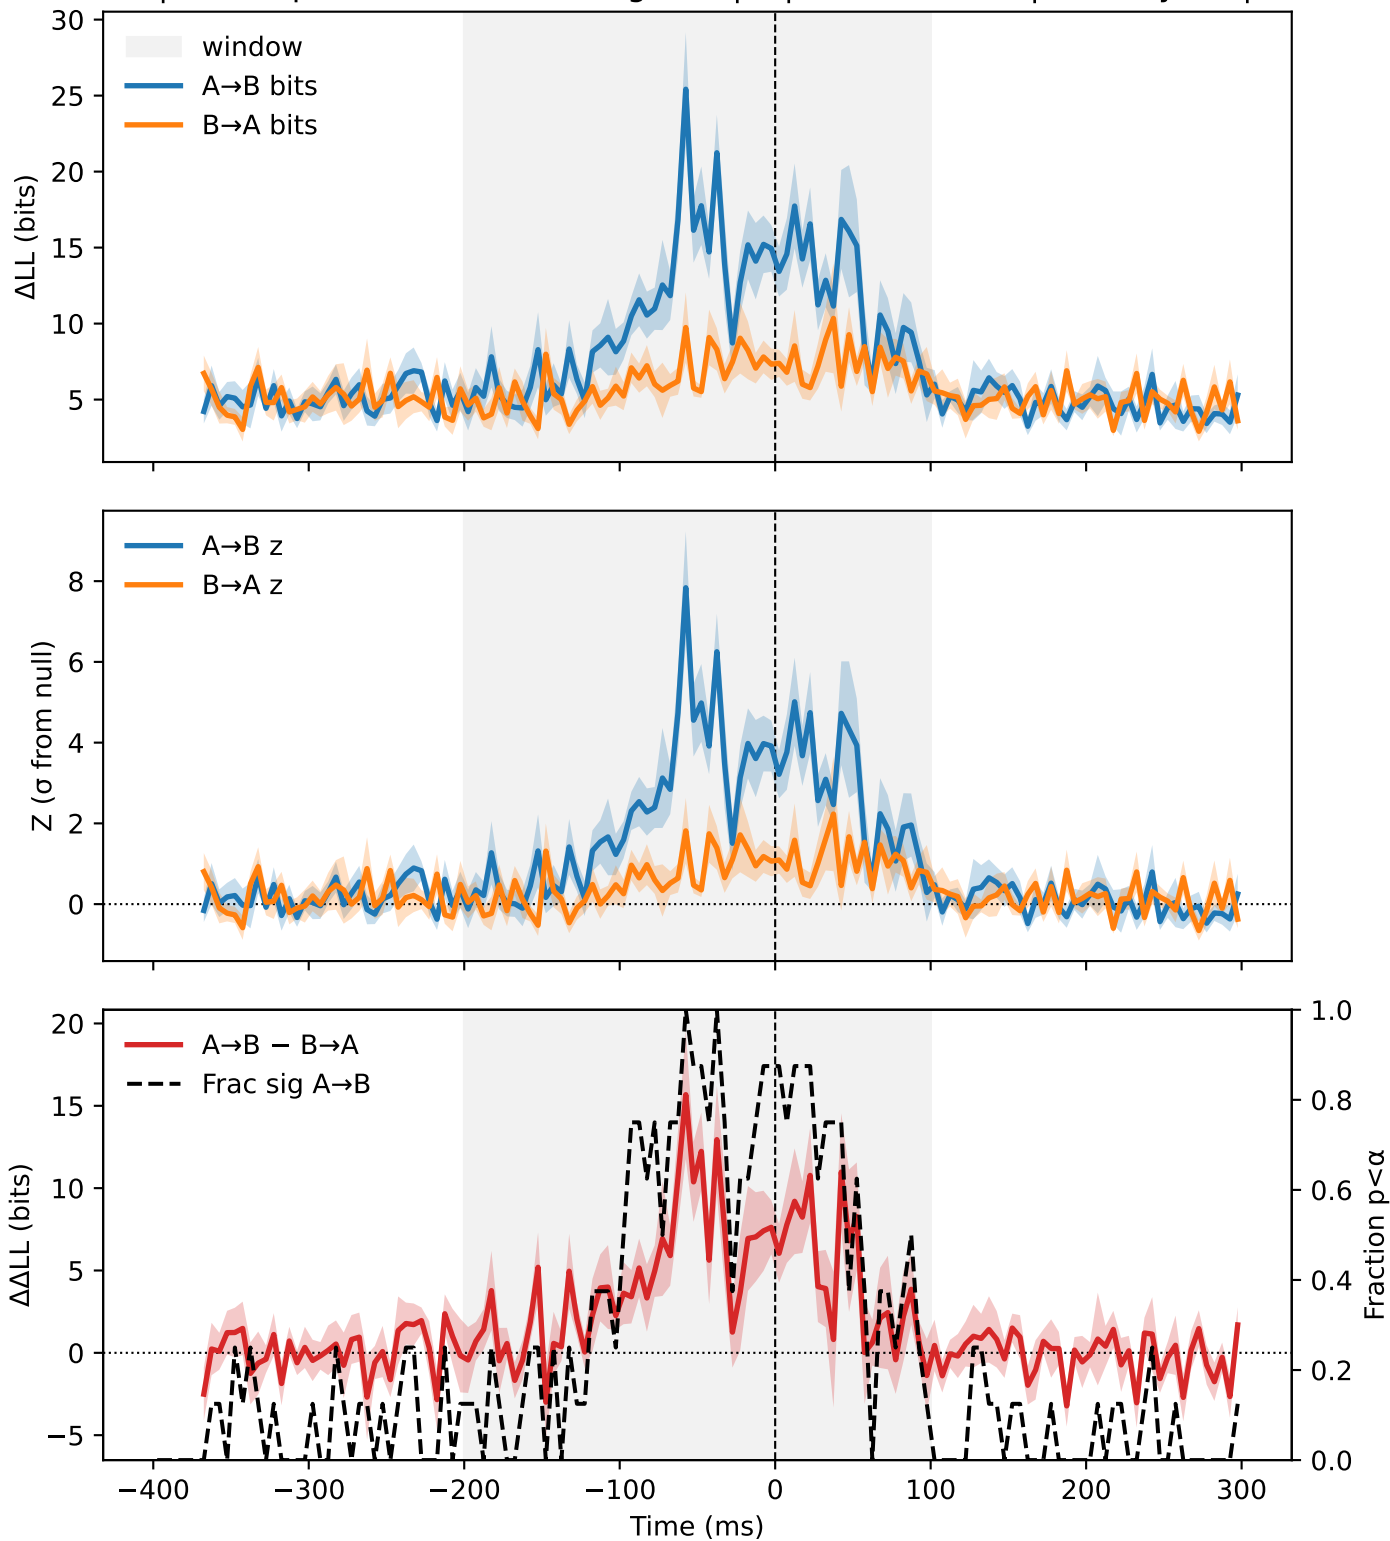 30
25
20
15
10
5
ΔLL (bits)
window
A→B bits
B→A bits
8
6
4
2
0
Z (σ from null)
A→B z
B→A z
20
15
10
5
0
−5
ΔΔLL (bits)
A→B − B→A
Frac sig A→B
1.0
0.8
0.6
0.4
0.2
0.0
Fraction p<α
−400 −300 −200 −100 0 100 200 300
Time (ms)